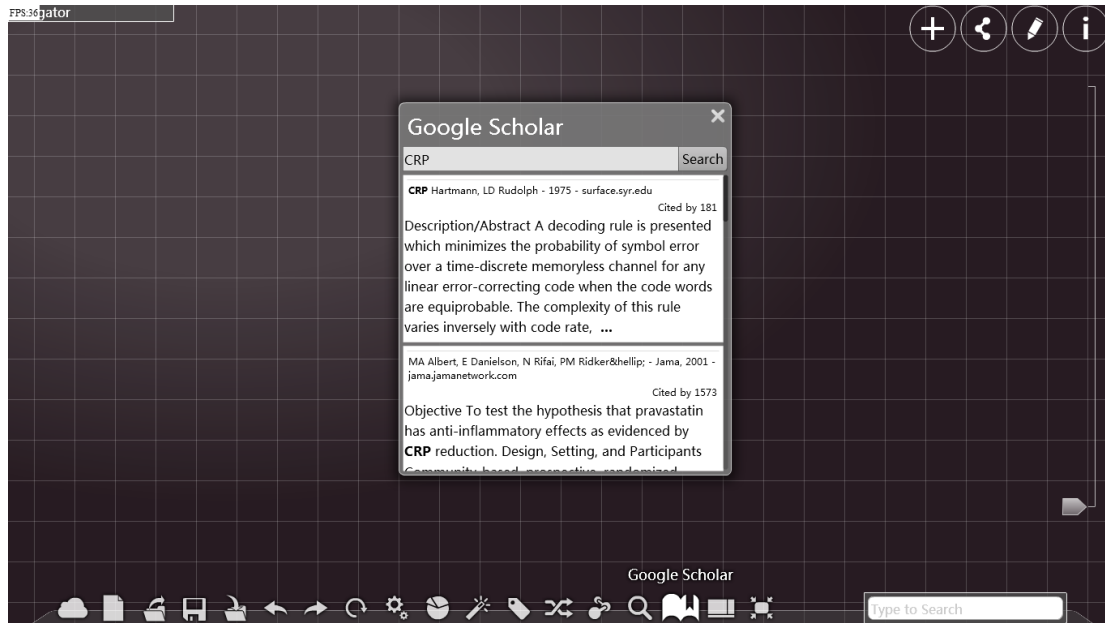 FPS:36
gator
Google Scholar
CRP
Search
CRP Hartmann, LD Rudolph - 1975 - surface.syr.edu
Cited by 181
Description/Abstract A decoding rule is presented
which minimizes the probability of symbol error
over a time-discrete memoryless channel for any
linear error-correcting code when the code words
are equiprobable. The complexity of this rule
varies inversely with code rate, ...
MA Albert, E Danielson, N Rifai, PM Ridker&hellip; - Jama, 2001 -
jama.jamanetwork.com
Cited by 1573
Objective To test the hypothesis that pravastatin
has anti-inflammatory effects as evidenced by
CRP reduction. Design, Setting, and Participants
Community-based, prospective, randomized
Google Scholar
Type to Search